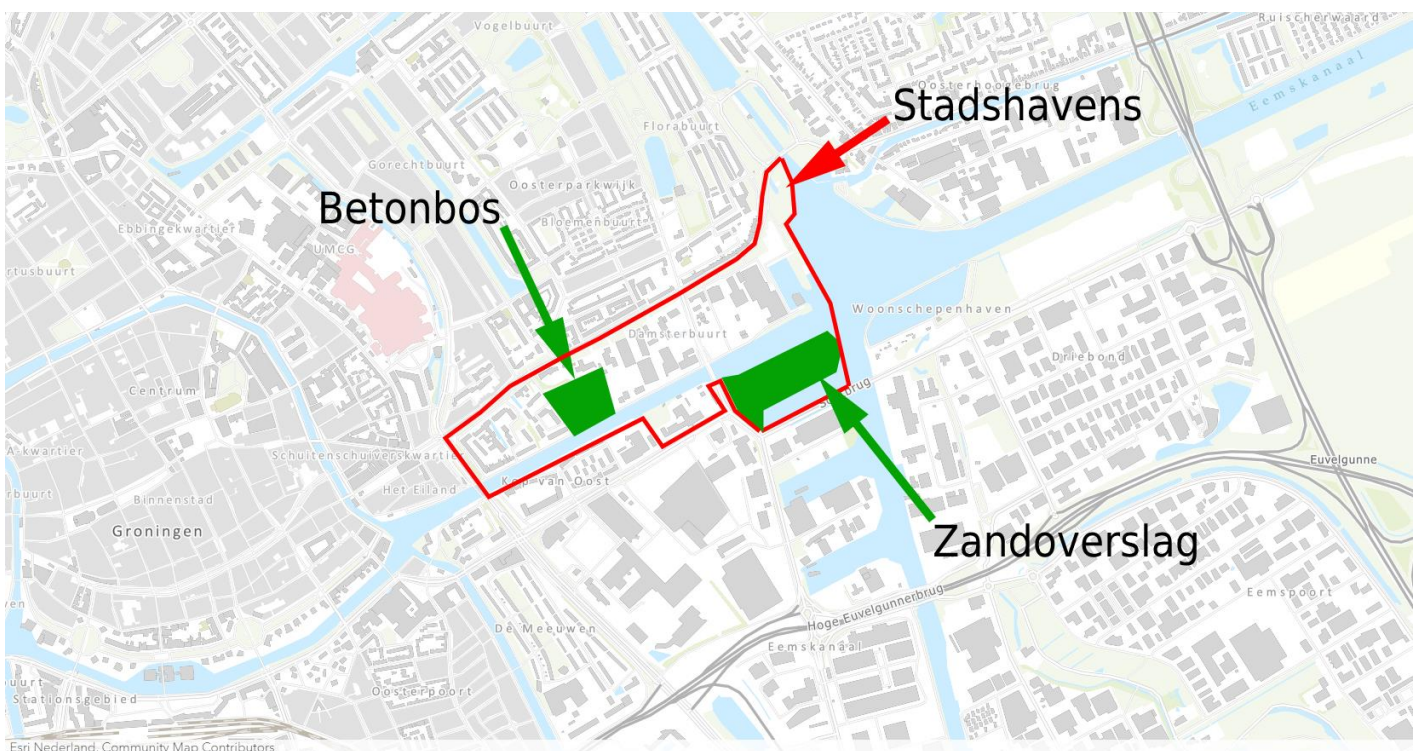 Vogelbuurt
Ruischerwaard
Oosterhoogebrug
Eemskanaal
Stadshavens
Florabuurt
Gorechtbuurt
Oosterparkwijk
Betonbos
Bloemenbuurt
Ebbingekwartier
UMCG
rtusbuurt
Woonschepenhaven
Damsterbuurt
Driebond
Centrum
A-kwartier
Schuitenschuiverskwartier
Euvelgunne
Het Eiland
Kop van Oost
Binnenstad
Groningen
Zandoverslag
Eemspoort
Hoge Euvelgunnerbrug
De Meeuwen
Eemskanaal
Oosterpoort
Stationsgebied
Esri Nederland, Community Map Contributors